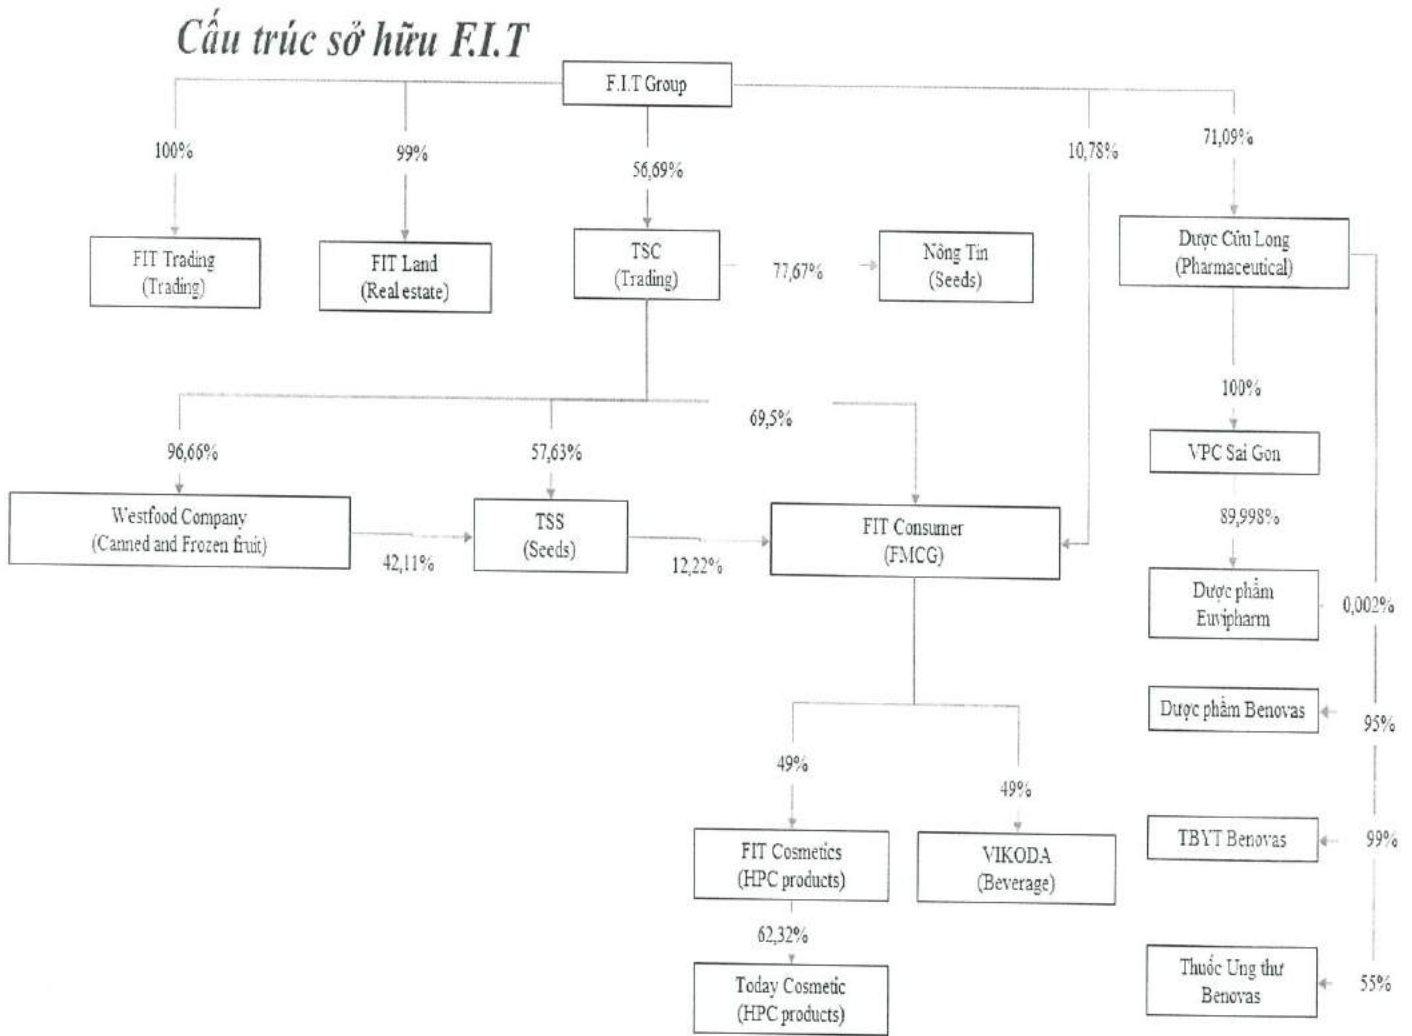 Cấu trúc sở hữu F.I.T
F.I.T Group
100%
99%
56,69%
10,78%
71,09%
FIT Trading
(Trading)
FIT Land
(Real estate)
TSC
(Trading)
77,67%
Nông Tín
(Seeds)
Dược Cửu Long
(Pharmaceutical)
96,66%
57,63%
69,5%
100%
VPC Sai Gon
Westfood Company
(Canned and Frozen fruit)
42,11%
TSS
(Seeds)
12,22%
FIT Consumer
(FMCG)
89,998%
Dược phẩm
Euvipharm
0,002%
Dược phẩm Benovas
95%
49%
49%
FIT Cosmetics
(HPC products)
VIKODA
(Beverage)
TBYT Benovas
99%
62,32%
Today Cosmetic
(HPC products)
Thuốc Ung thư
Benovas
55%